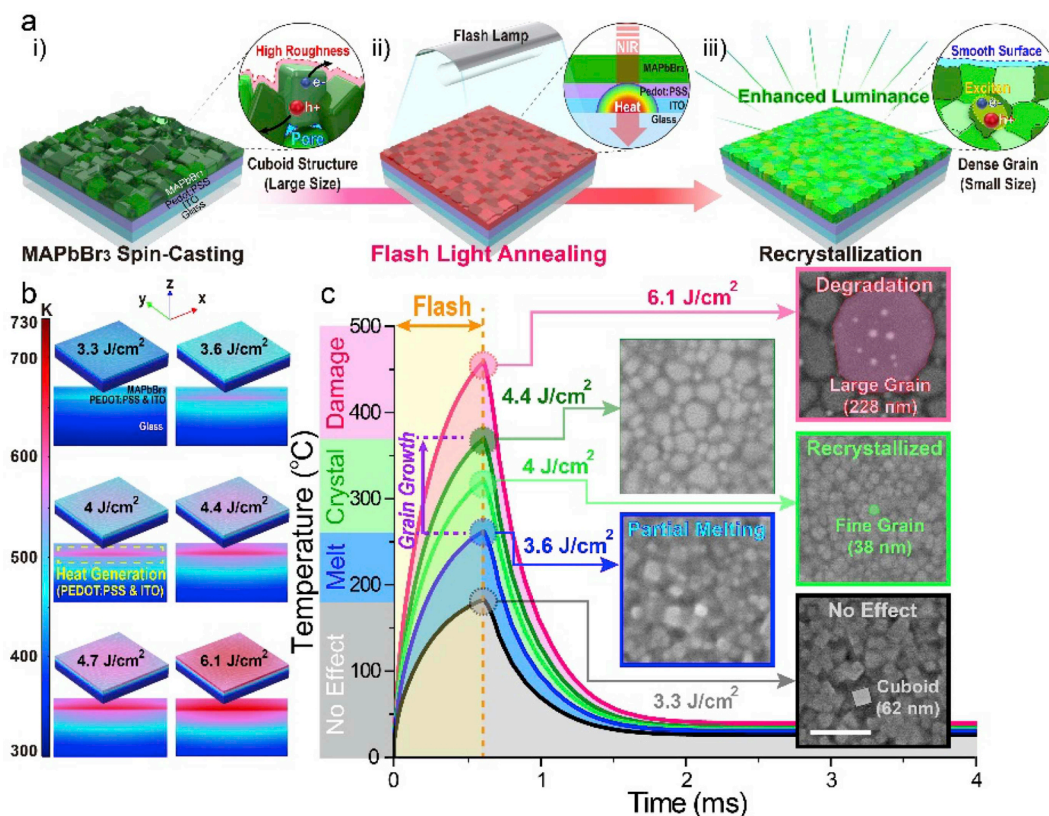 a
i)
High Roughness
e-
h+
Pore
Cuboid Structure
(Large Size)
MAPbBr3
Pedot:PSS
ITO
Glass
MAPbBr3 Spin-Casting
ii)
Flash Lamp
NIR
MAPbBr3
Pedot:PSS
ITO
Heat
Glass
Flash Light Annealing
iii)
Smooth Surface
Exciton
e-
h+
Enhanced Luminance
Dense Grain
(Small Size)
Recrystallization
b
z
y
x
K
730
700
600
500
400
300
3.3 J/cm2
3.6 J/cm2
MAPbBr3
PEDOT:PSS & ITO
Glass
4 J/cm2
4.4 J/cm2
Heat Generation
(PEDOT:PSS & ITO)
4.7 J/cm2
6.1 J/cm2
c
Flash
6.1 J/cm2
4.4 J/cm2
4 J/cm2
3.6 J/cm2
3.3 J/cm2
Temperature (°C)
500
400
300
200
100
0
Damage
Crystal
Melt
No Effect
Grain Growth
0
1
2
3
4
Time (ms)
Degradation
Large Grain
(228 nm)
Recrystallized
Fine Grain
(38 nm)
Partial Melting
No Effect
Cuboid
(62 nm)